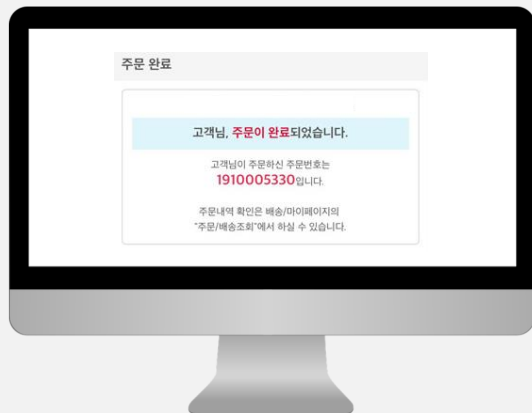 주문 완료
고객님, 주문이 완료되었습니다.
고객님이 주문하신 주문번호는
1910005330입니다.
주문내역 확인은 배송/마이페이지의
"주문/배송조회"에서 하실 수 있습니다.